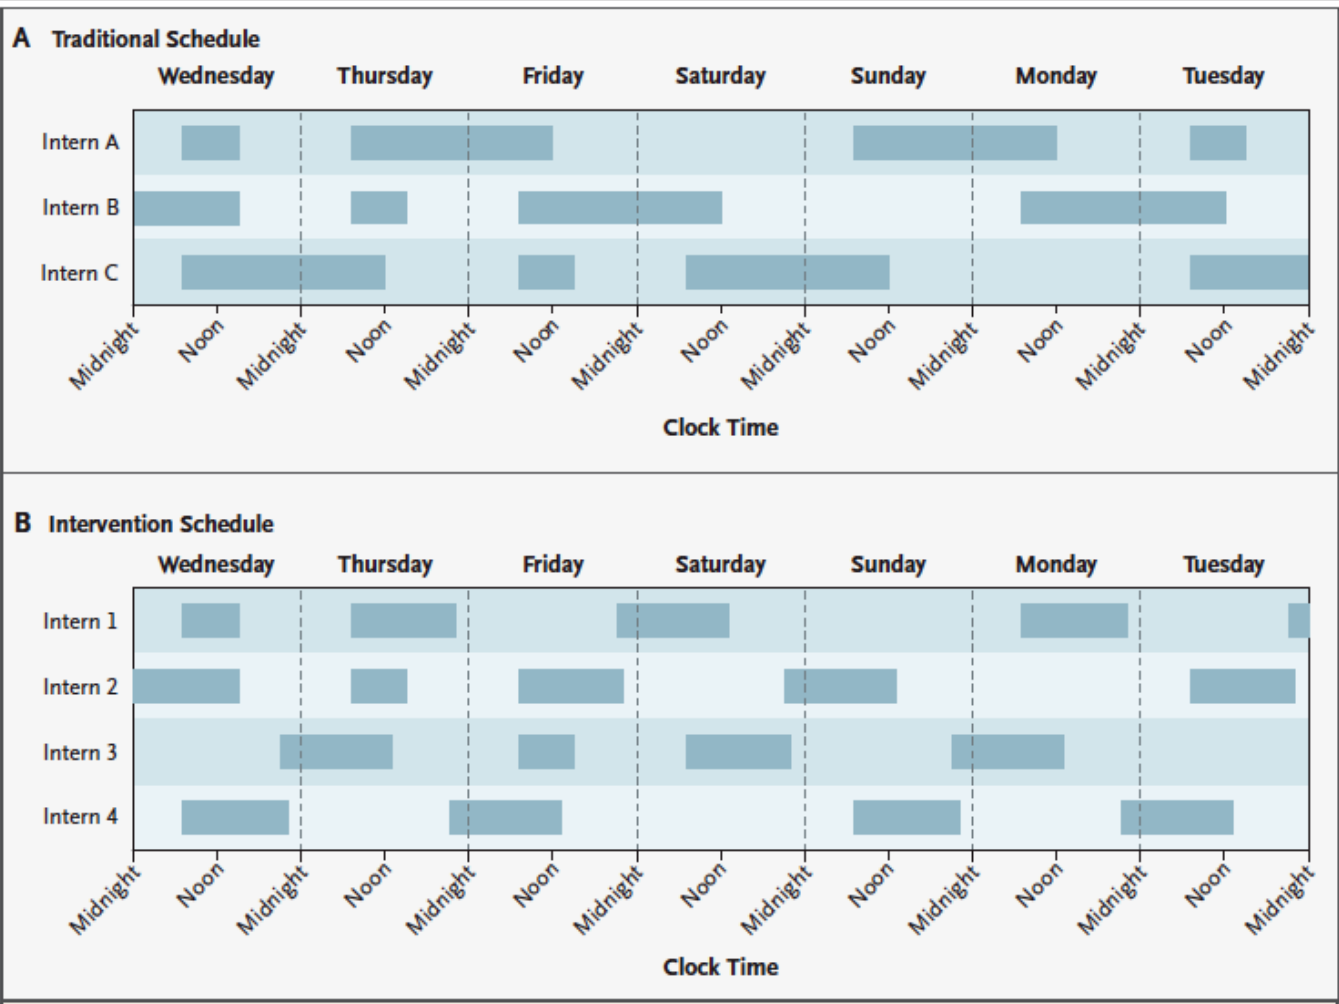 A Traditional Schedule
Wednesday Thursday Friday Saturday Sunday Monday Tuesday
Intern A
Intern B
Intern C
Midnight Noon Midnight Noon Midnight Noon Midnight Noon Midnight Noon Midnight Noon Midnight Noon Midnight
Clock Time
B Intervention Schedule
Wednesday Thursday Friday Saturday Sunday Monday Tuesday
Intern 1
Intern 2
Intern 3
Intern 4
Midnight Noon Midnight Noon Midnight Noon Midnight Noon Midnight Noon Midnight Noon Midnight Noon Midnight
Clock Time